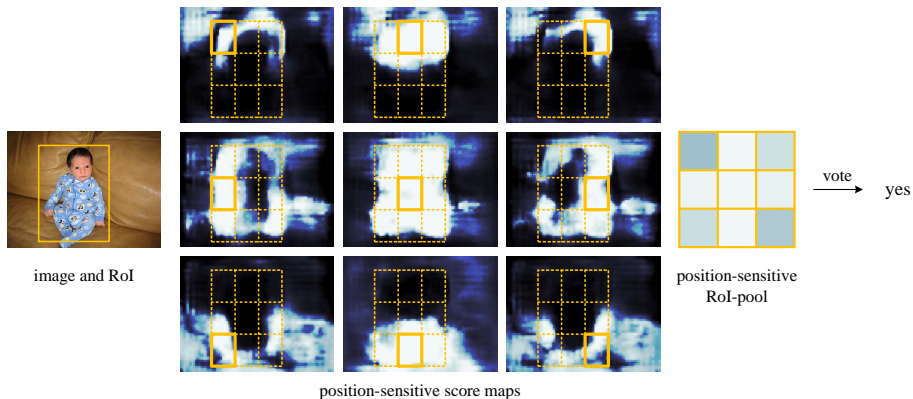 image and RoI
position-sensitive score maps
position-sensitive
RoI-pool
vote
yes